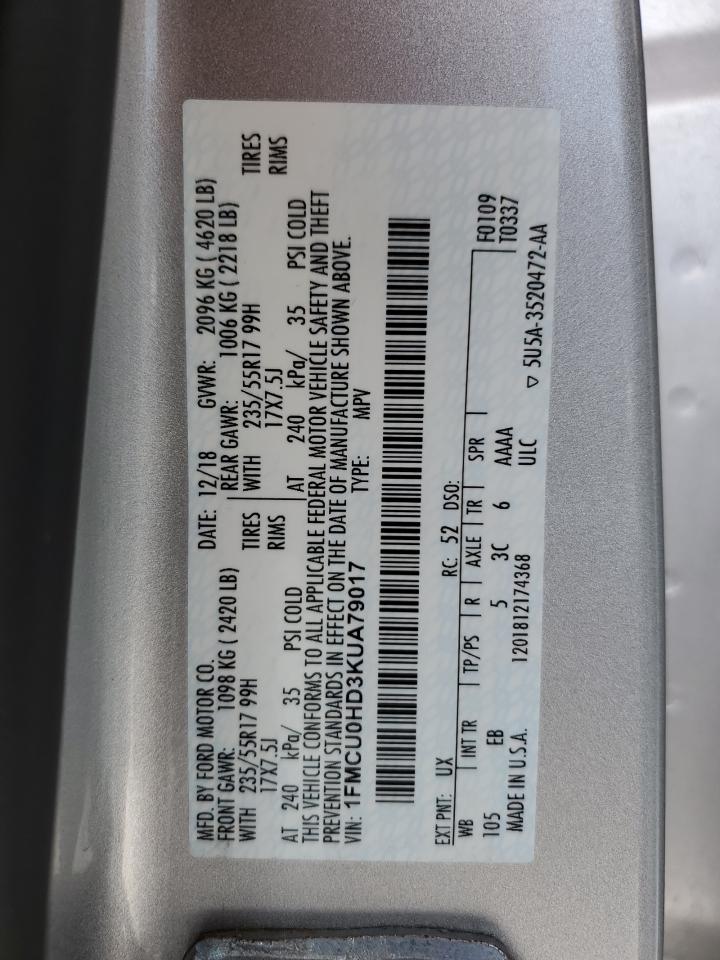 MFD. BY FORD MOTOR CO.
DATE: 12/18 GVWR: 2096 KG ( 4620 LB)
FRONT GAWR: 1098 KG ( 2420 LB) REAR GAWR: 1006 KG ( 2218 LB)
WITH 235/55R17 99H TIRES WITH 235/55R17 99H TIRES
17X7.5J RIMS 17X7.5J RIMS
AT 240 kPa/ 35 PSI COLD AT 240 kPa/ 35 PSI COLD
THIS VEHICLE CONFORMS TO ALL APPLICABLE FEDERAL MOTOR VEHICLE SAFETY AND THEFT
PREVENTION STANDARDS IN EFFECT ON THE DATE OF MANUFACTURE SHOWN ABOVE.
VIN: 1FMCU0HD3KUA79017 TYPE: MPV
EXT PNT: UX RC: 52 DSO:
WB INT TR TP/PS R AXLE TR SPR F0109
105 EB 5 3C 6 AAAA T0337
MADE IN U.S.A. 1201812174368 ULC
▽ 5U5A-3520472-AA